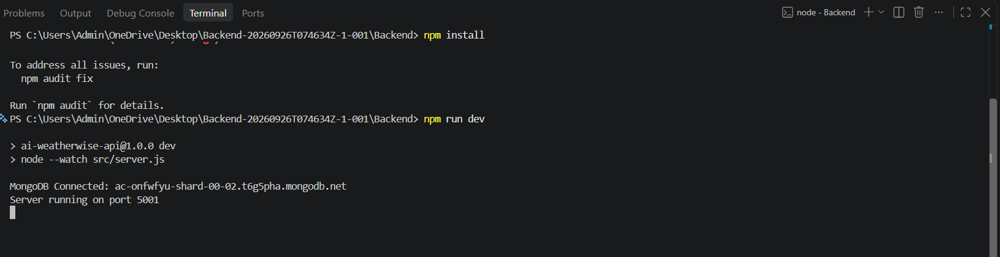 Problems Output Debug Console Terminal Ports node - Backend
PS C:\Users\Admin\OneDrive\Desktop\Backend-20260926T074634Z-1-001\Backend> npm install
To address all issues, run:
  npm audit fix
Run `npm audit` for details.
PS C:\Users\Admin\OneDrive\Desktop\Backend-20260926T074634Z-1-001\Backend> npm run dev
> ai-weatherwise-api@1.0.0 dev
> node --watch src/server.js
MongoDB Connected: ac-onfwfyu-shard-00-02.t6g5pha.mongodb.net
Server running on port 5001